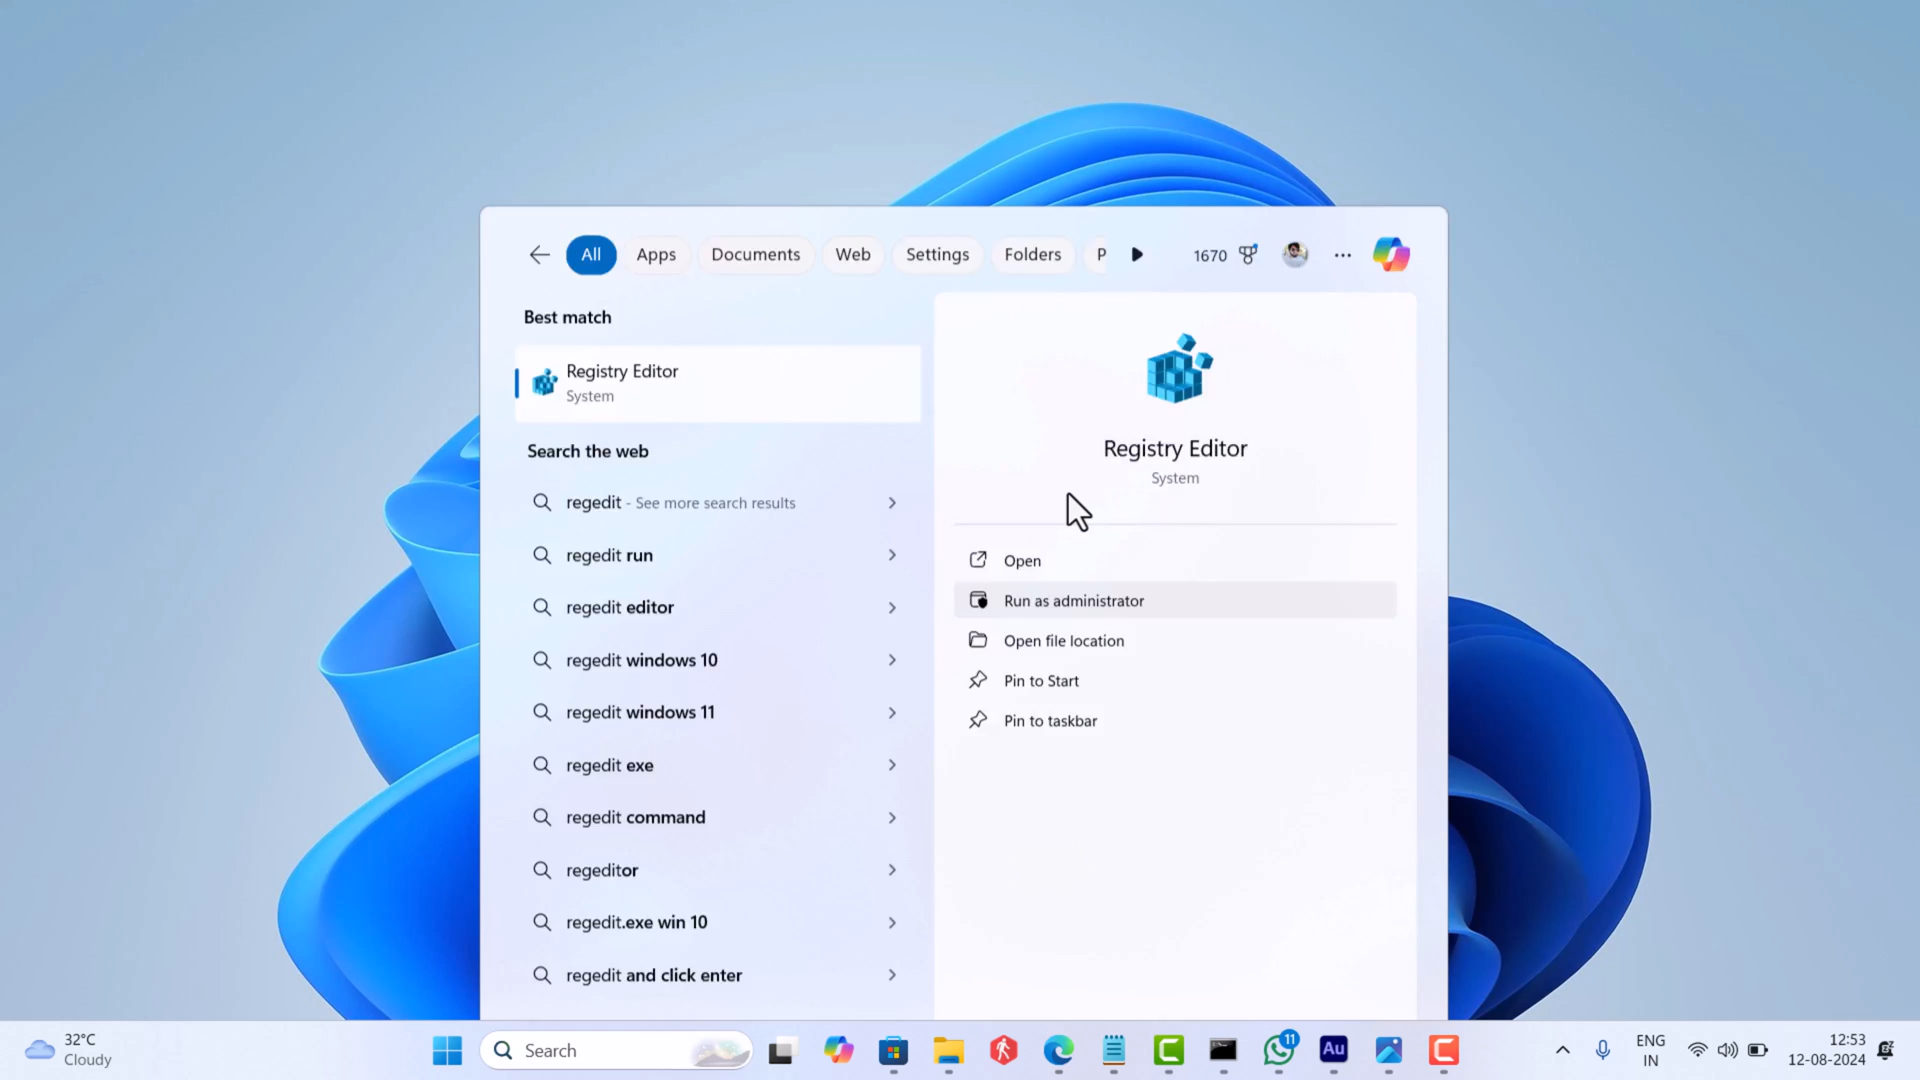 All
Apps
Documents
Web
Settings
Folders
P
1670
Best match
Registry Editor
System
Search the web
regedit - See more search results
regedit run
regedit editor
regedit windows 10
regedit windows 11
regedit exe
regedit command
regeditor
regedit.exe win 10
regedit and click enter
Registry Editor
System
Open
Run as administrator
Open file location
Pin to Start
Pin to taskbar
32°C
Cloudy
Search
11
Au
ENG
IN
12:53
12-08-2024